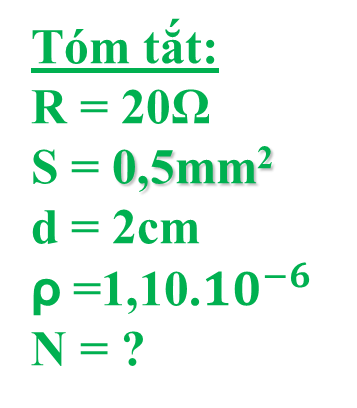 Tóm tắt:
R = 20Ω
S = 0,5mm²
d = 2cm
ρ =1,10.10⁻⁶
N = ?